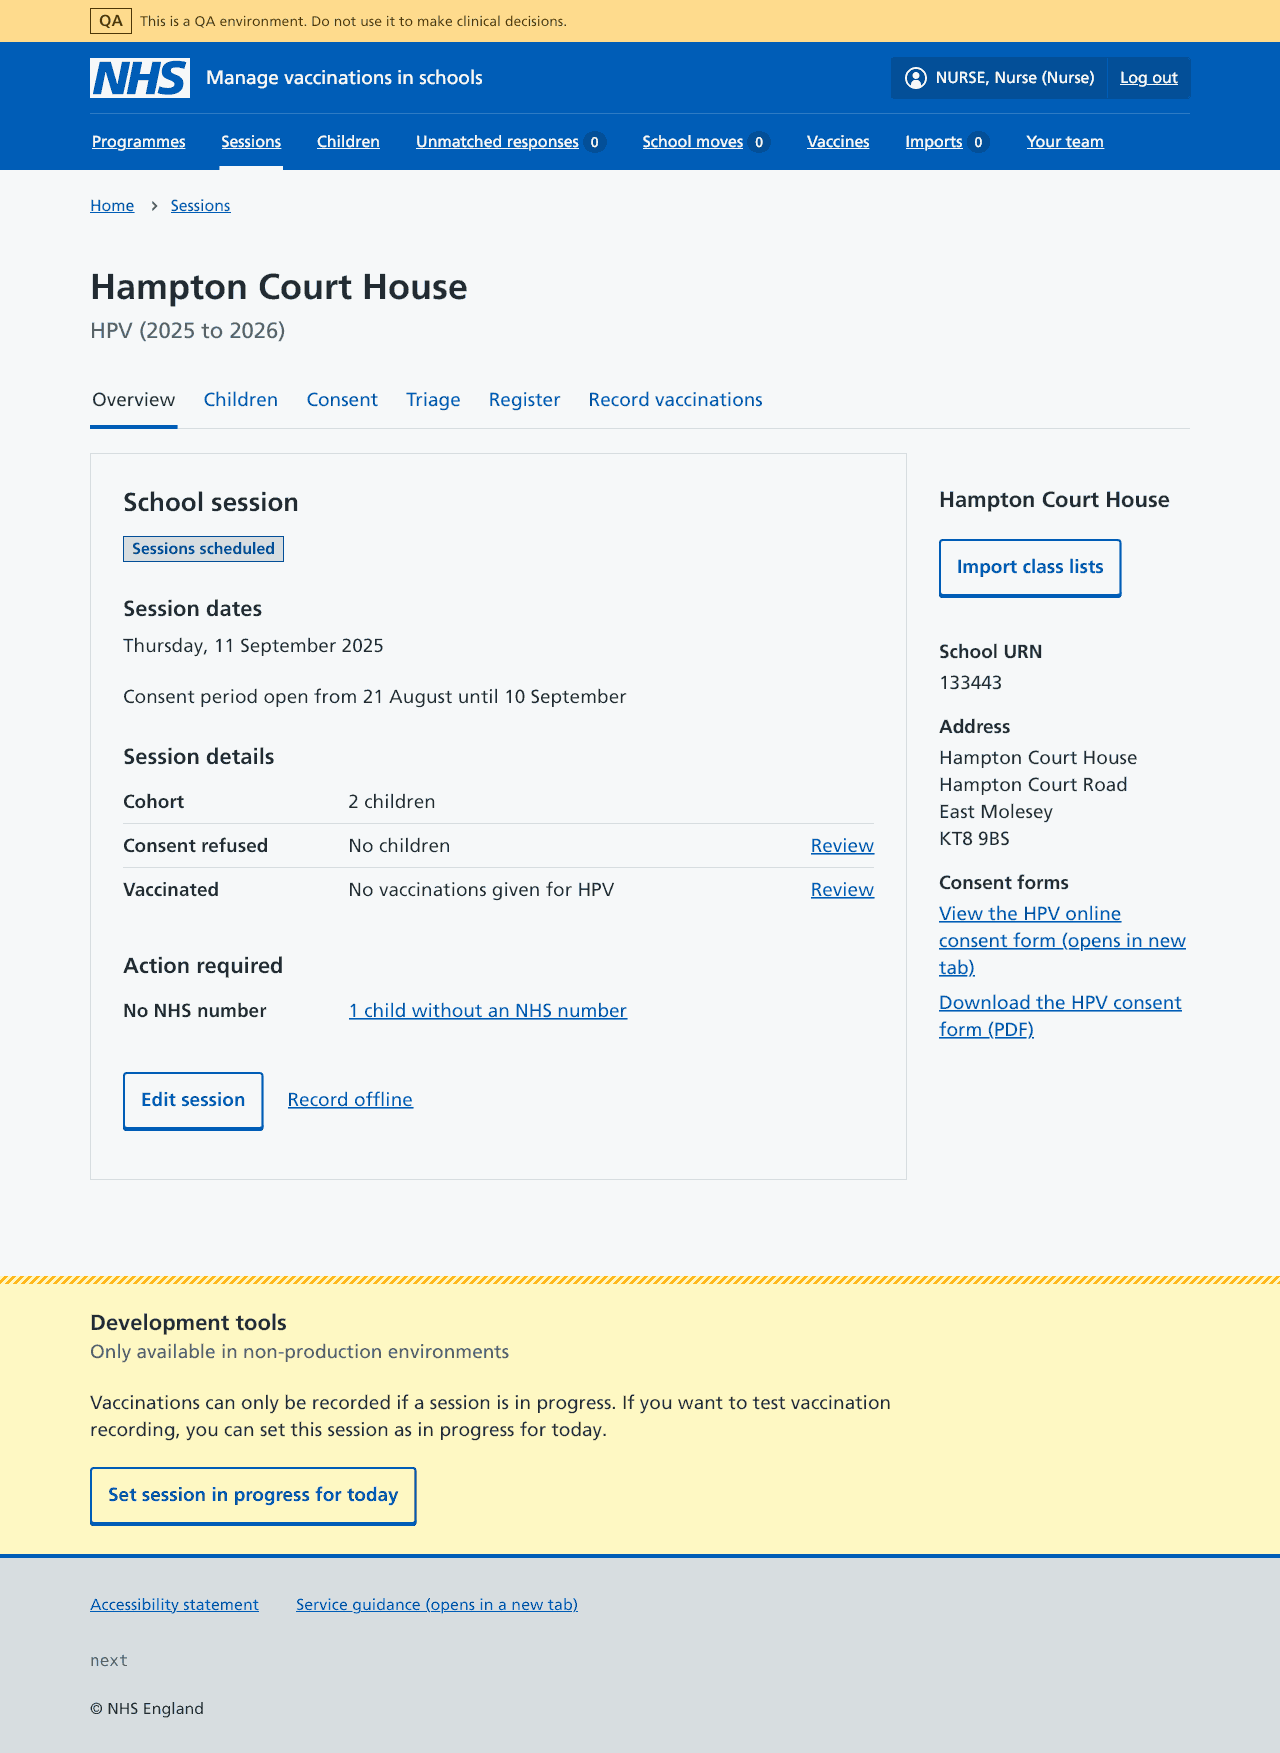 QA This is a QA environment. Do not use it to make clinical decisions.
NHS Manage vaccinations in schools NURSE, Nurse (Nurse) Log out
Programmes Sessions Children Unmatched responses 0 School moves 0 Vaccines Imports 0 Your team
Home › Sessions
Hampton Court House
HPV (2025 to 2026)
Overview Children Consent Triage Register Record vaccinations
School session
Sessions scheduled
Session dates
Thursday, 11 September 2025
Consent period open from 21 August until 10 September
Session details
Cohort 2 children
Consent refused No children Review
Vaccinated No vaccinations given for HPV Review
Action required
No NHS number 1 child without an NHS number
Edit session Record offline
Hampton Court House
Import class lists
School URN
133443
Address
Hampton Court House
Hampton Court Road
East Molesey
KT8 9BS
Consent forms
View the HPV online
consent form (opens in new
tab)
Download the HPV consent
form (PDF)
Development tools
Only available in non-production environments
Vaccinations can only be recorded if a session is in progress. If you want to test vaccination
recording, you can set this session as in progress for today.
Set session in progress for today
Accessibility statement Service guidance (opens in a new tab)
next
© NHS England